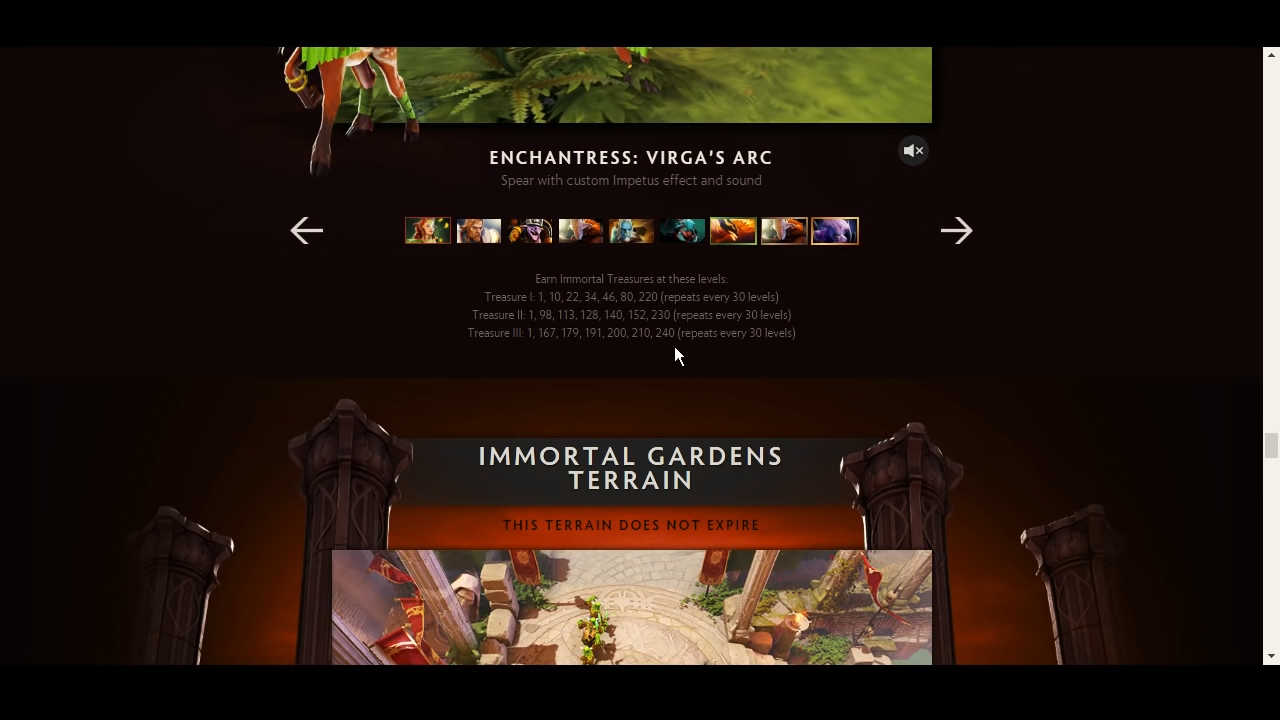 ENCHANTRESS: VIRGA'S ARC
Spear with custom Impetus effect and sound
Earn Immortal Treasures at these levels:
Treasure I: 1, 10, 22, 34, 46, 80, 220 (repeats every 30 levels)
Treasure II: 1, 98, 113, 128, 140, 152, 230 (repeats every 30 levels)
Treasure III: 1, 167, 179, 191, 200, 210, 240 (repeats every 30 levels)
IMMORTAL GARDENS
TERRAIN
THIS TERRAIN DOES NOT EXPIRE